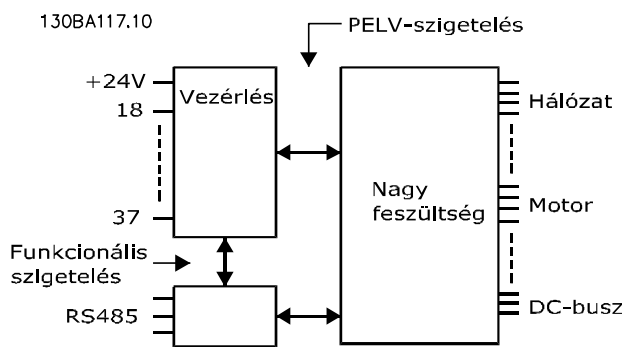 130BA117.10
PELV-szigetelés
+24V
18
37
Vezérlés
Nagy
feszültség
Hálózat
Motor
DC-busz
Funkcionális
szigetelés
RS485